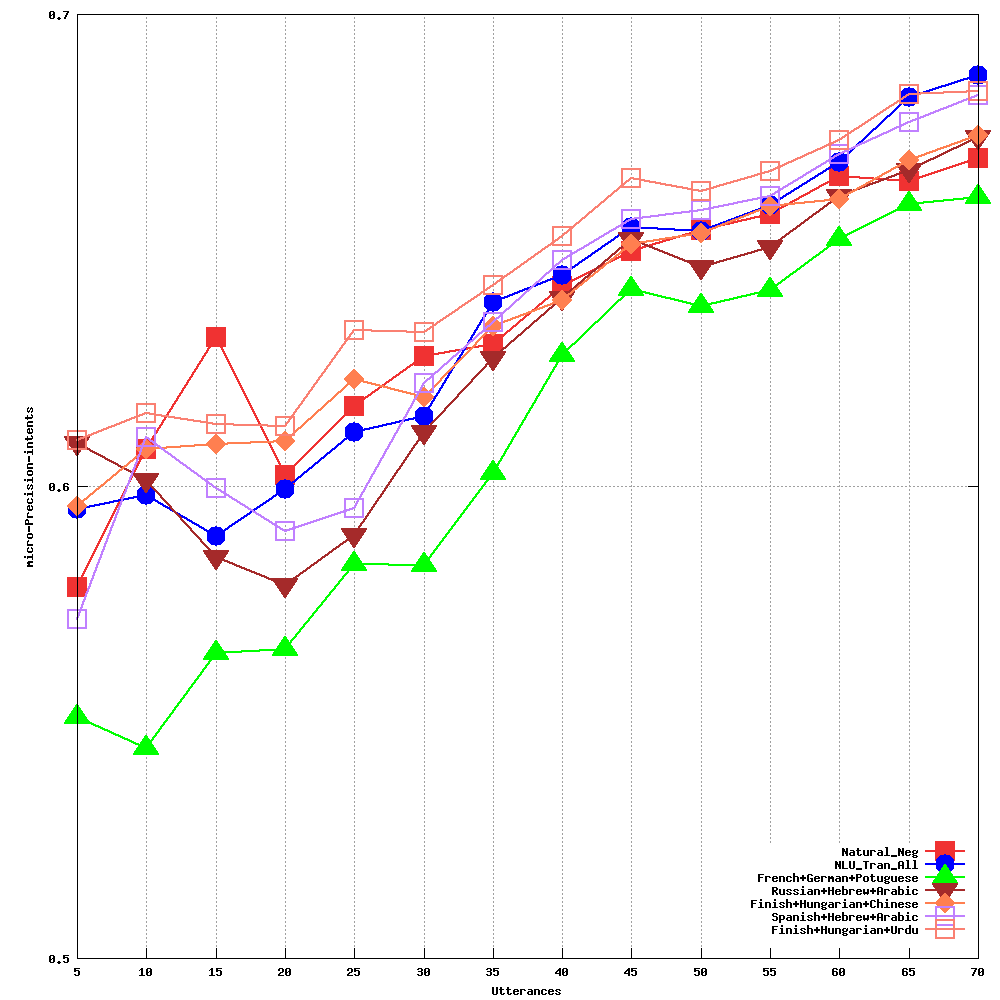 0.7
0.6
0.5
micro-Precision-intents
5 10 15 20 25 30 35 40 45 50 55 60 65 70
Utterances
Natural_Neg
NLU_Tran_All
French+German+Potuguese
Russian+Hebrew+Arabic
Finish+Hungarian+Chinese
Spanish+Hebrew+Arabic
Finish+Hungarian+Urdu